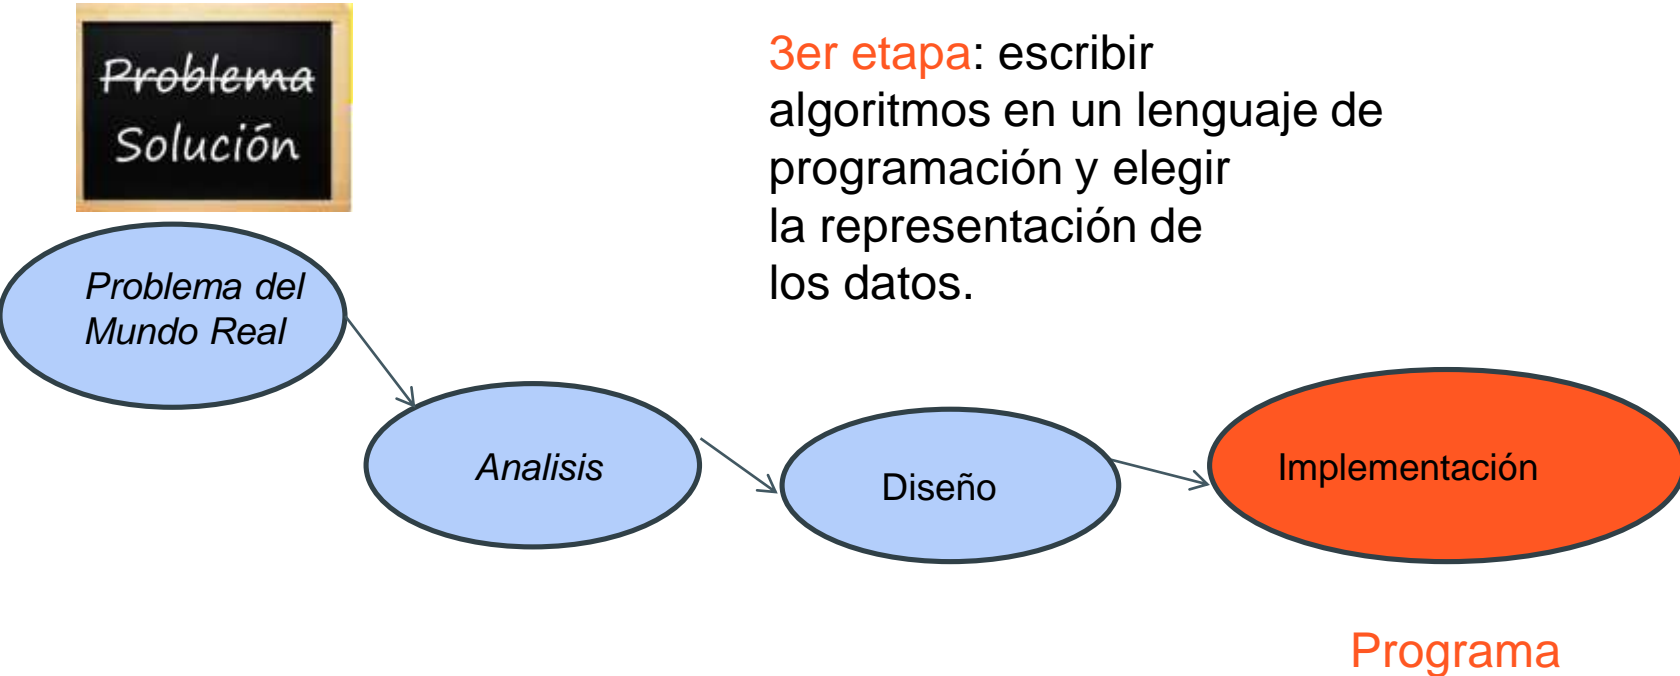 Problema
Solución
3er etapa: escribir
algoritmos en un lenguaje de
programación y elegir
la representación de
los datos.
Problema del
Mundo Real
Analisis
Diseño
Implementación
Programa